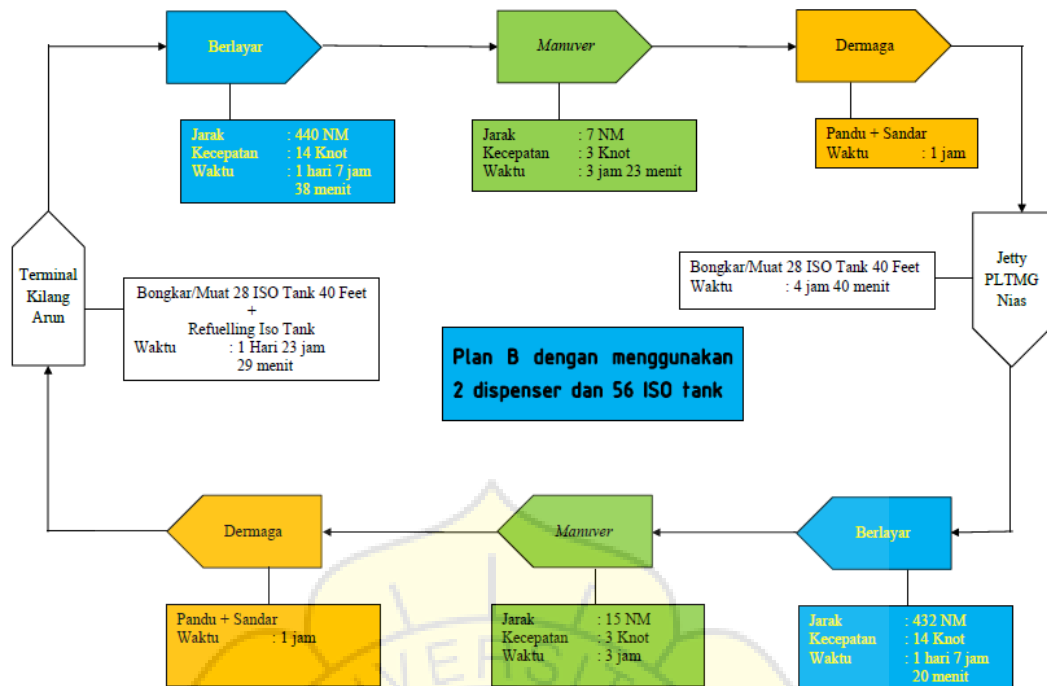 Berlayar
Manuver
Dermaga
Jarak : 440 NM
Kecepatan : 14 Knot
Waktu : 1 hari 7 jam
38 menit
Jarak : 7 NM
Kecepatan : 3 Knot
Waktu : 3 jam 23 menit
Pandu + Sandar
Waktu : 1 jam
Terminal
Kilang
Arun
Bongkar/Muat 28 ISO Tank 40 Feet
+
Refuelling Iso Tank
Waktu : 1 Hari 23 jam
29 menit
Bongkar/Muat 28 ISO Tank 40 Feet
Waktu : 4 jam 40 menit
Jetty
PLTMG
Nias
Plan B dengan menggunakan
2 dispenser dan 56 ISO tank
Dermaga
Manuver
Berlayar
Pandu + Sandar
Waktu : 1 jam
Jarak : 15 NM
Kecepatan : 3 Knot
Waktu : 3 jam
Jarak : 432 NM
Kecepatan : 14 Knot
Waktu : 1 hari 7 jam
20 menit